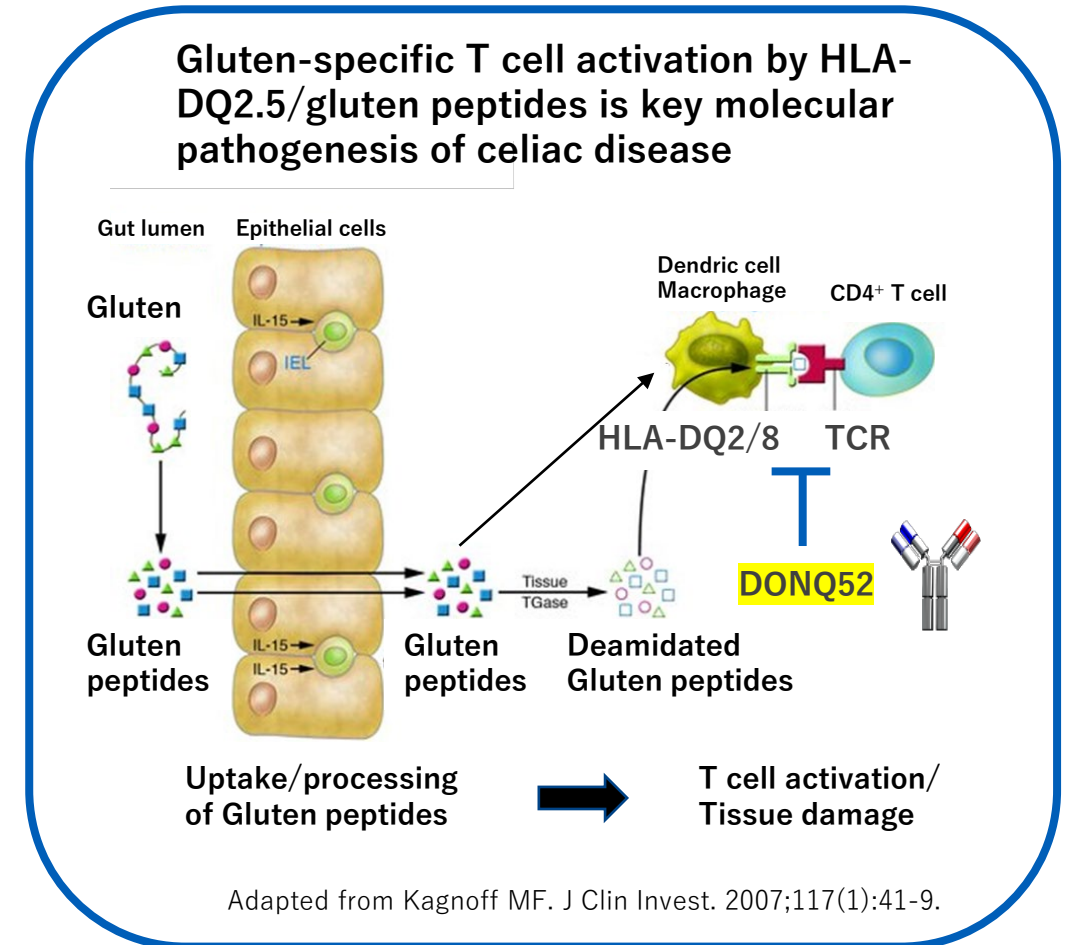 Gluten-specific T cell activation by HLA-
DQ2.5/gluten peptides is key molecular
pathogenesis of celiac disease
Gut lumen
Epithelial cells
Gluten
IL-15
IEL
Dendric cell
Macrophage
CD4⁺ T cell
HLA-DQ2/8
TCR
DONQ52
Tissue
TGase
IL-15
IL-15
Gluten
peptides
Gluten
peptides
Deamidated
Gluten peptides
Uptake/processing
of Gluten peptides
T cell activation/
Tissue damage
Adapted from Kagnoff MF. J Clin Invest. 2007;117(1):41-9.